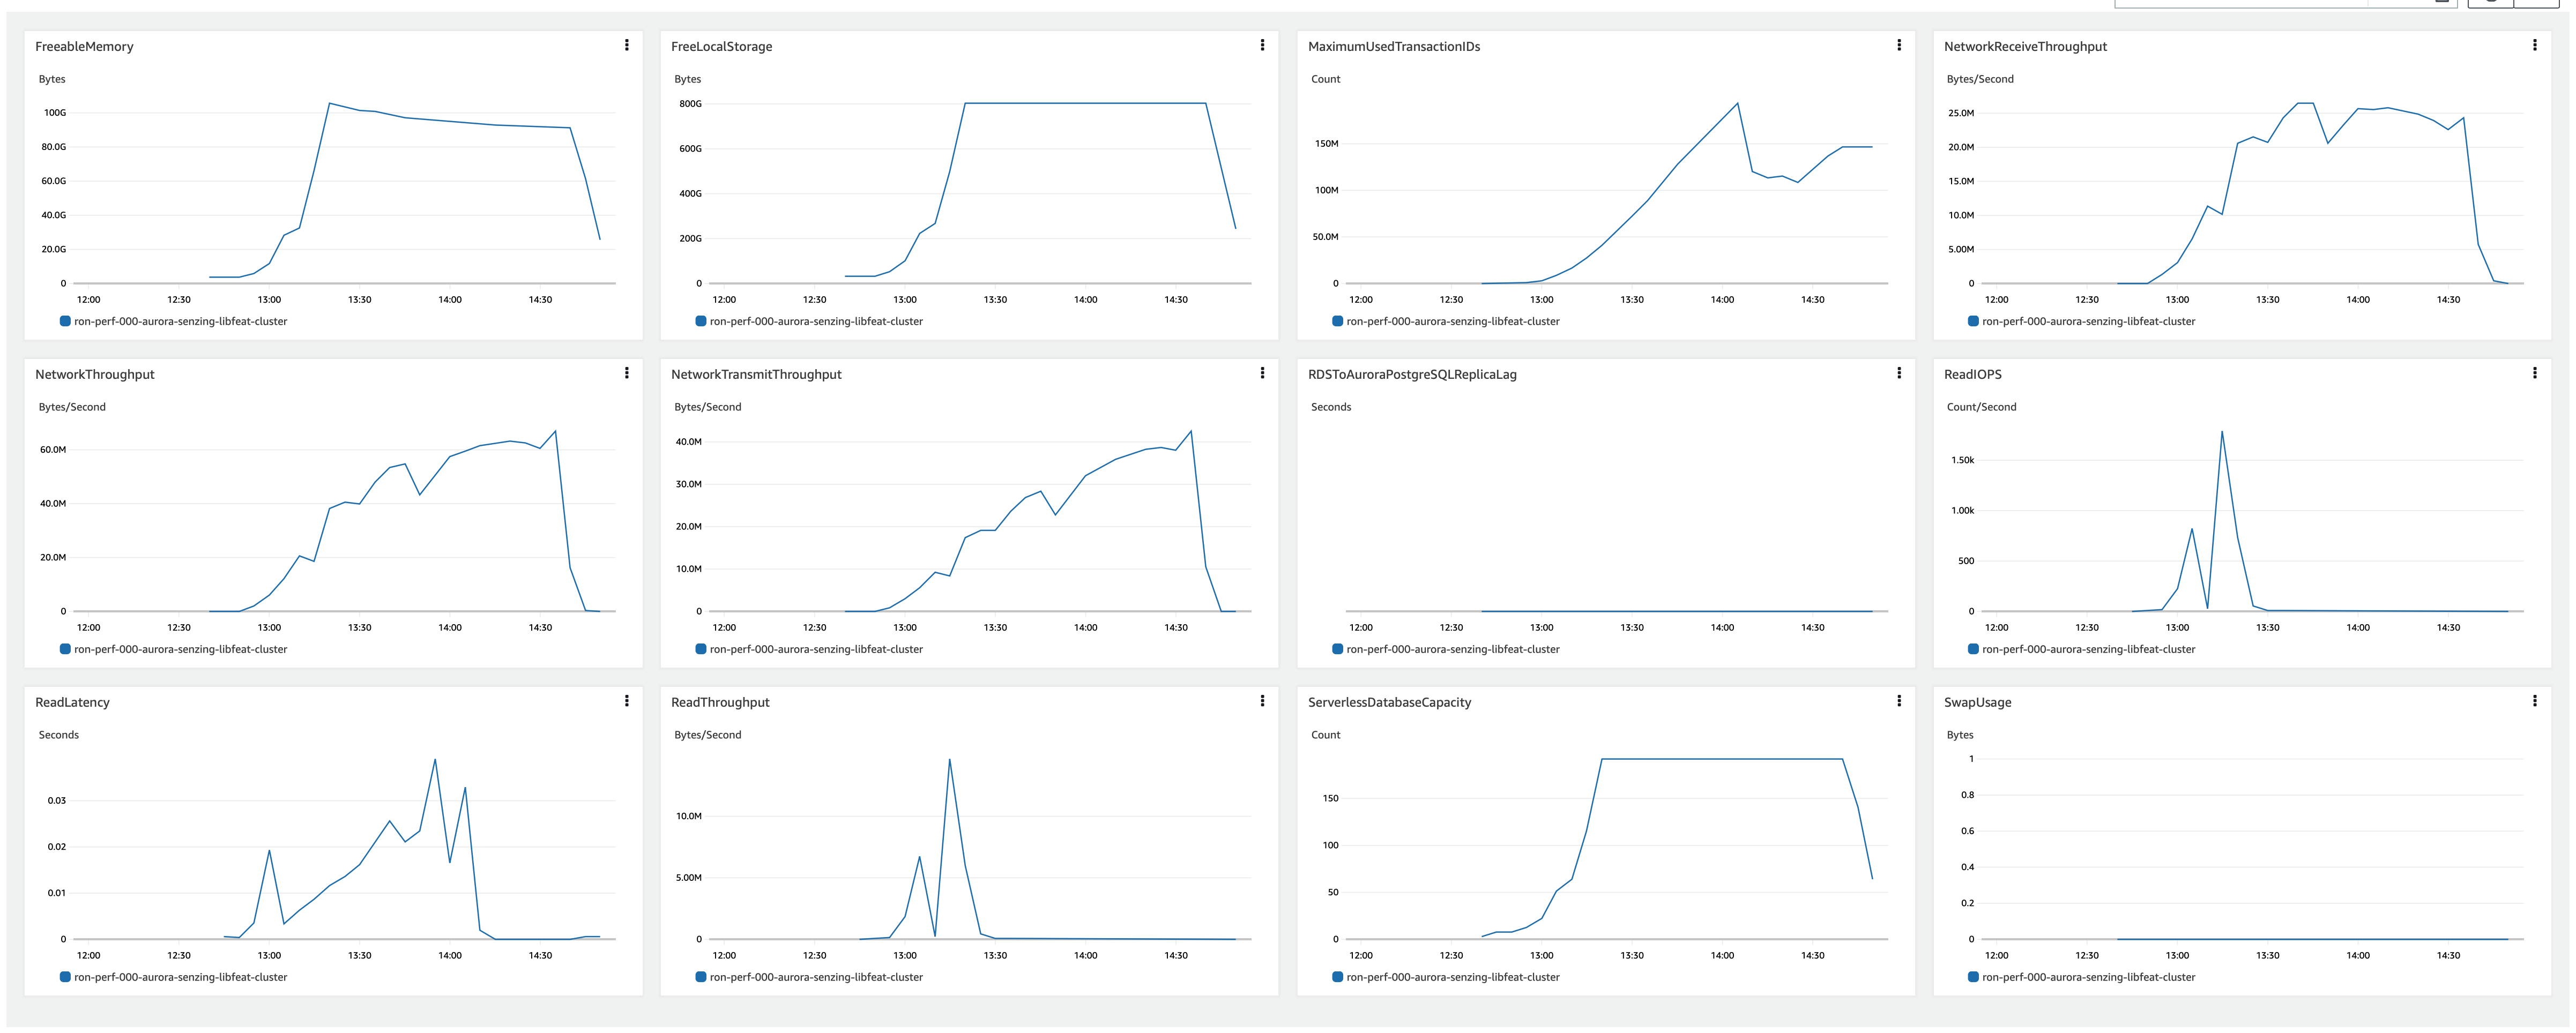 FreeableMemory
Bytes
100G
80.0G
60.0G
40.0G
20.0G
0
12:00 12:30 13:00 13:30 14:00 14:30
ron-perf-000-aurora-senzing-libfeat-cluster
FreeLocalStorage
Bytes
800G
600G
400G
200G
0
12:00 12:30 13:00 13:30 14:00 14:30
ron-perf-000-aurora-senzing-libfeat-cluster
MaximumUsedTransactionIDs
Count
150M
100M
50.0M
0
12:00 12:30 13:00 13:30 14:00 14:30
ron-perf-000-aurora-senzing-libfeat-cluster
NetworkReceiveThroughput
Bytes/Second
25.0M
20.0M
15.0M
10.0M
5.00M
0
12:00 12:30 13:00 13:30 14:00 14:30
ron-perf-000-aurora-senzing-libfeat-cluster
NetworkThroughput
Bytes/Second
60.0M
40.0M
20.0M
0
12:00 12:30 13:00 13:30 14:00 14:30
ron-perf-000-aurora-senzing-libfeat-cluster
NetworkTransmitThroughput
Bytes/Second
40.0M
30.0M
20.0M
10.0M
0
12:00 12:30 13:00 13:30 14:00 14:30
ron-perf-000-aurora-senzing-libfeat-cluster
RDSToAuroraPostgreSQLReplicaLag
Seconds
12:00 12:30 13:00 13:30 14:00 14:30
ron-perf-000-aurora-senzing-libfeat-cluster
ReadIOPS
Count/Second
1.50k
1.00k
500
0
12:00 12:30 13:00 13:30 14:00 14:30
ron-perf-000-aurora-senzing-libfeat-cluster
ReadLatency
Seconds
0.03
0.02
0.01
0
12:00 12:30 13:00 13:30 14:00 14:30
ron-perf-000-aurora-senzing-libfeat-cluster
ReadThroughput
Bytes/Second
10.0M
5.00M
0
12:00 12:30 13:00 13:30 14:00 14:30
ron-perf-000-aurora-senzing-libfeat-cluster
ServerlessDatabaseCapacity
Count
150
100
50
0
12:00 12:30 13:00 13:30 14:00 14:30
ron-perf-000-aurora-senzing-libfeat-cluster
SwapUsage
Bytes
1
0.8
0.6
0.4
0.2
0
12:00 12:30 13:00 13:30 14:00 14:30
ron-perf-000-aurora-senzing-libfeat-cluster